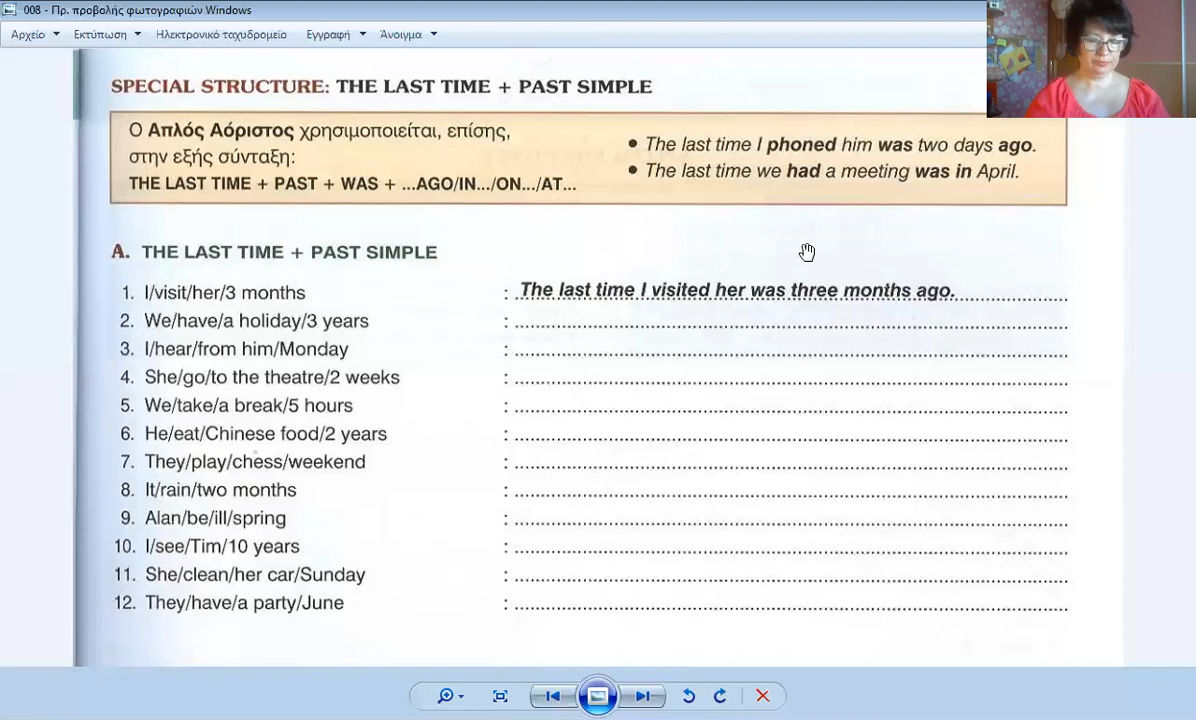 008 - Πρ. προβολής φωτογραφιών Windows
Αρχείο Εκτύπωση Ηλεκτρονικό ταχυδρομείο Εγγραφή Άνοιγμα
SPECIAL STRUCTURE: THE LAST TIME + PAST SIMPLE
Ο Απλός Αόριστος χρησιμοποιείται, επίσης,
στην εξής σύνταξη:
THE LAST TIME + PAST + WAS + ...AGO/IN.../ON.../AT...
• The last time I phoned him was two days ago.
• The last time we had a meeting was in April.
A. THE LAST TIME + PAST SIMPLE
1. I/visit/her/3 months : The last time I visited her was three months ago.
2. We/have/a holiday/3 years :
3. I/hear/from him/Monday :
4. She/go/to the theatre/2 weeks :
5. We/take/a break/5 hours :
6. He/eat/Chinese food/2 years :
7. They/play/chess/weekend :
8. It/rain/two months :
9. Alan/be/ill/spring :
10. I/see/Tim/10 years :
11. She/clean/her car/Sunday :
12. They/have/a party/June :